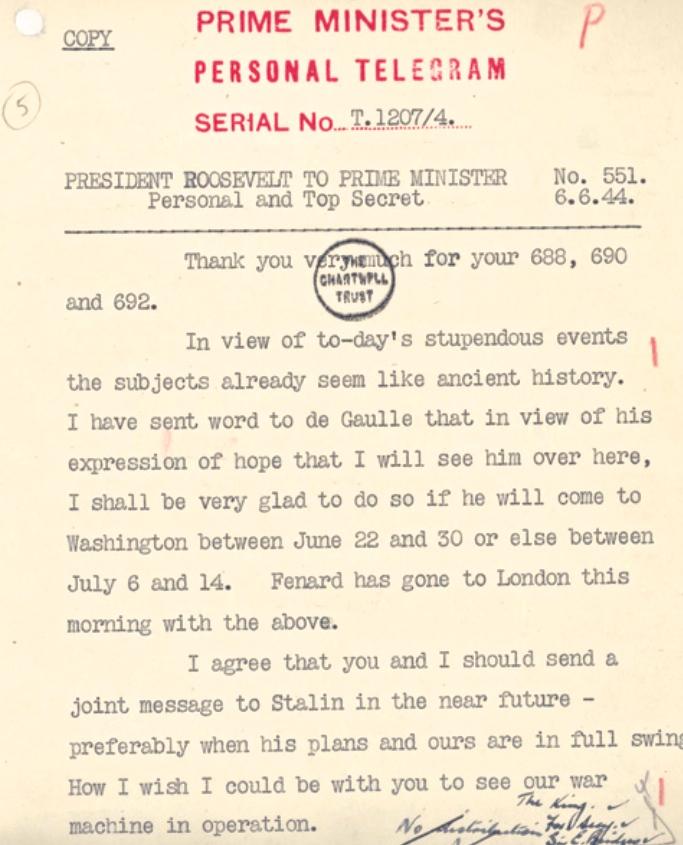 PRIME MINISTER'S
P
COPY
PERSONAL TELEGRAM
5
SERIAL No. T.1207/4.
PRESIDENT ROOSEVELT TO PRIME MINISTER No. 551.
Personal and Top Secret 6.6.44.
Thank you very much for your 688, 690
THE
CHARTWELL
TRUST
and 692.
In view of to-day's stupendous events
the subjects already seem like ancient history.
I have sent word to de Gaulle that in view of his
expression of hope that I will see him over here,
I shall be very glad to do so if he will come to
Washington between June 22 and 30 or else between
July 6 and 14. Fenard has gone to London this
morning with the above.
I agree that you and I should send a
joint message to Stalin in the near future -
preferably when his plans and ours are in full swing
How I wish I could be with you to see our war
The King.
machine in operation.
No distribution
For Secy.